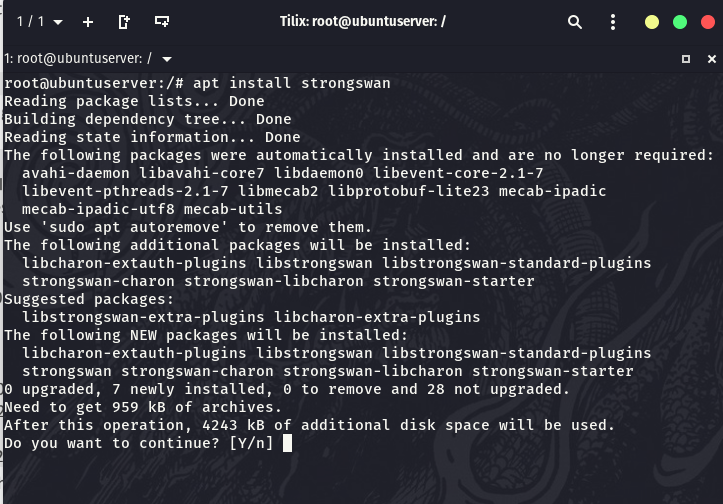 1 / 1
Tilix: root@ubuntuserver: /
1: root@ubuntuserver: /
root@ubuntuserver:/# apt install strongswan
Reading package lists... Done
Building dependency tree... Done
Reading state information... Done
The following packages were automatically installed and are no longer required:
  avahi-daemon libavahi-core7 libdaemon0 libevent-core-2.1-7
  libevent-pthreads-2.1-7 libmecab2 libprotobuf-lite23 mecab-ipadic
  mecab-ipadic-utf8 mecab-utils
Use 'sudo apt autoremove' to remove them.
The following additional packages will be installed:
  libcharon-extauth-plugins libstrongswan libstrongswan-standard-plugins
  strongswan-charon strongswan-libcharon strongswan-starter
Suggested packages:
  libstrongswan-extra-plugins libcharon-extra-plugins
The following NEW packages will be installed:
  libcharon-extauth-plugins libstrongswan libstrongswan-standard-plugins
  strongswan strongswan-charon strongswan-libcharon strongswan-starter
0 upgraded, 7 newly installed, 0 to remove and 28 not upgraded.
Need to get 959 kB of archives.
After this operation, 4243 kB of additional disk space will be used.
Do you want to continue? [Y/n]